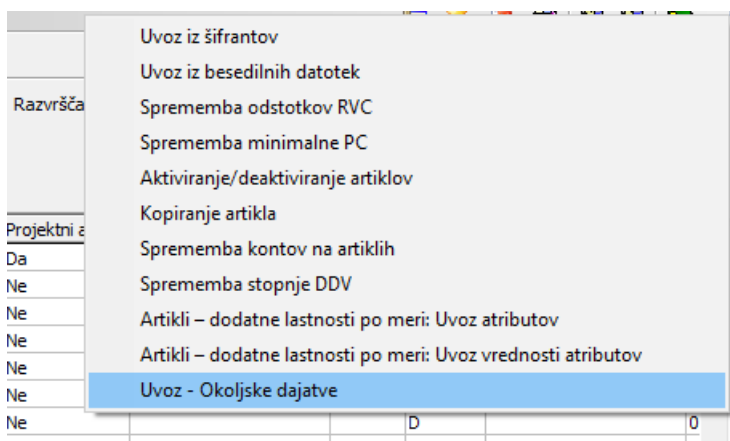 Uvoz iz šifrantov
Uvoz iz besedilnih datotek
Razvršča
Sprememba odstotkov RVC
Sprememba minimalne PC
Aktiviranje/deaktiviranje artiklov
Kopiranje artikla
Projektni a
Sprememba kontov na artiklih
Da
Ne
Sprememba stopnje DDV
Ne
Artikli – dodatne lastnosti po meri: Uvoz atributov
Ne
Artikli – dodatne lastnosti po meri: Uvoz vrednosti atributov
Ne
Uvoz - Okoljske dajatve
Ne
Ne D 0